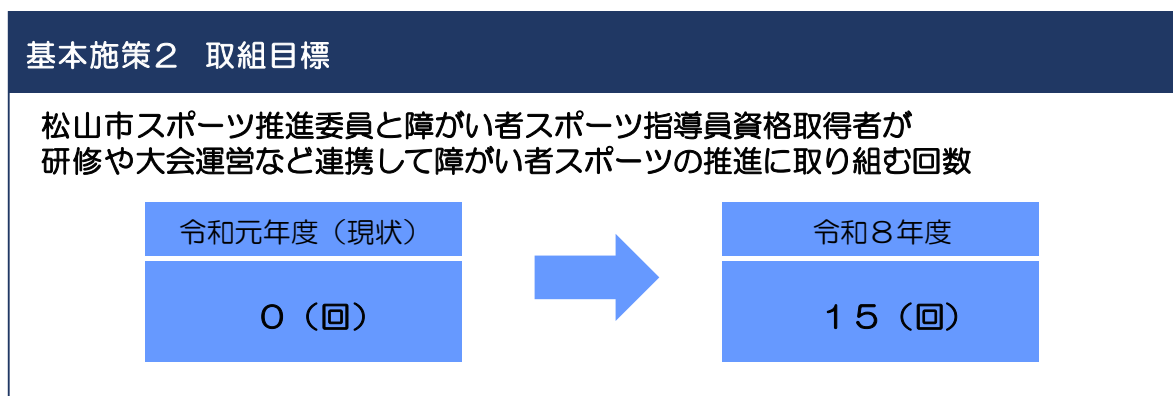 基本施策２　取組目標
松山市スポーツ推進委員と障がい者スポーツ指導員資格取得者が
研修や大会運営など連携して障がい者スポーツの推進に取り組む回数
令和元年度（現状）
令和８年度
０（回）
１５（回）